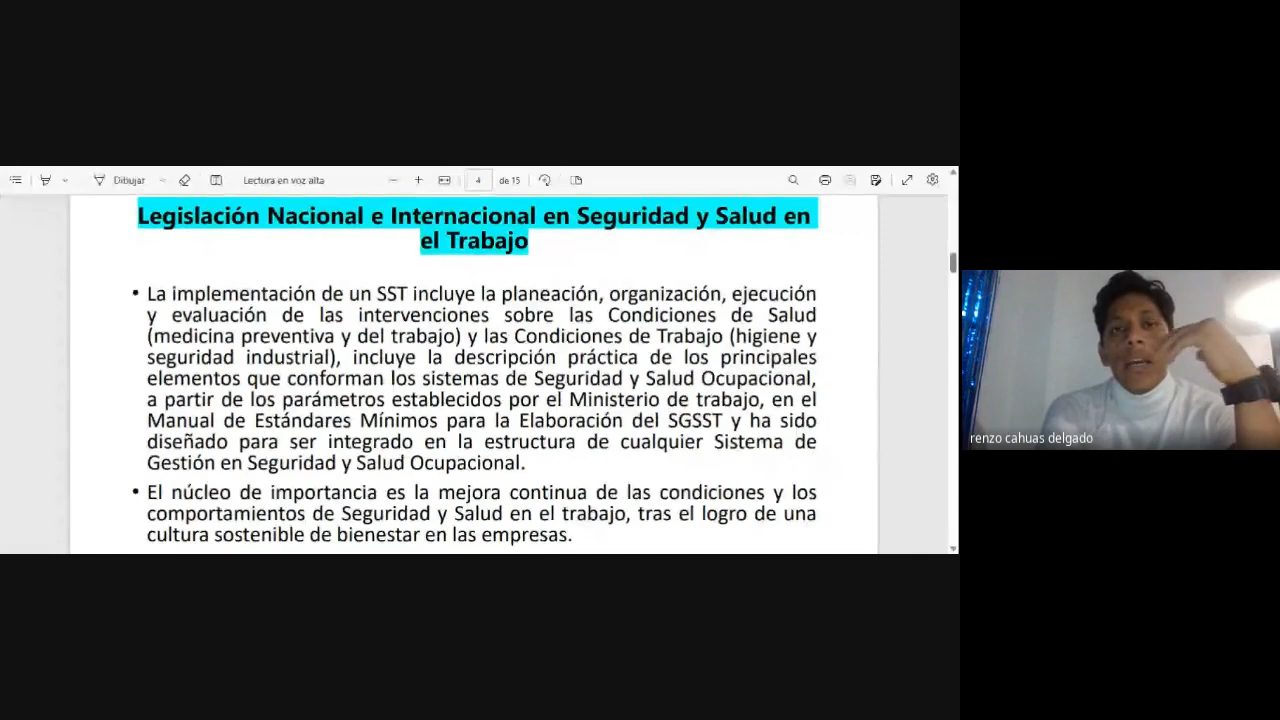 Dibujar
Lectura en voz alta
4
de 15
Legislación Nacional e Internacional en Seguridad y Salud en
el Trabajo
• La implementación de un SST incluye la planeación, organización, ejecución
y evaluación de las intervenciones sobre las Condiciones de Salud
(medicina preventiva y del trabajo) y las Condiciones de Trabajo (higiene y
seguridad industrial), incluye la descripción práctica de los principales
elementos que conforman los sistemas de Seguridad y Salud Ocupacional,
a partir de los parámetros establecidos por el Ministerio de trabajo, en el
Manual de Estándares Mínimos para la Elaboración del SGSST y ha sido
diseñado para ser integrado en la estructura de cualquier Sistema de
Gestión en Seguridad y Salud Ocupacional.
• El núcleo de importancia es la mejora continua de las condiciones y los
comportamientos de Seguridad y Salud en el trabajo, tras el logro de una
cultura sostenible de bienestar en las empresas.
renzo cahuas delgado